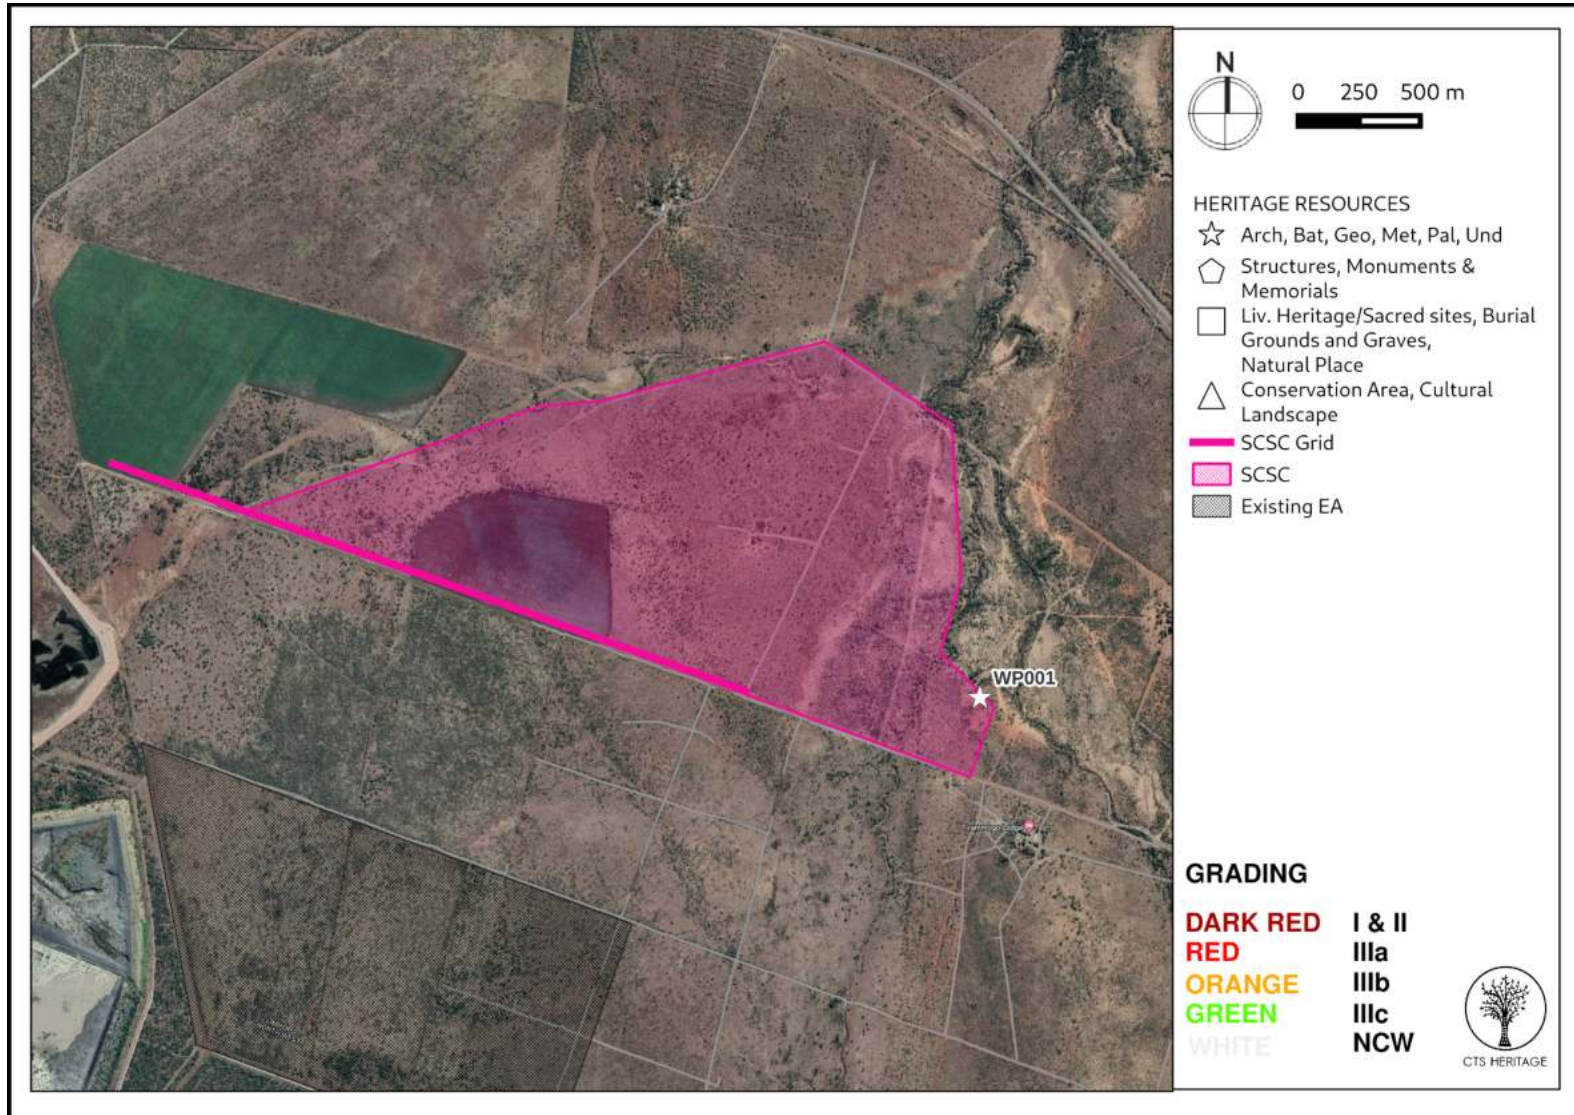 N
0 250 500 m
HERITAGE RESOURCES
Arch, Bat, Geo, Met, Pal, Und
Structures, Monuments &
Memorials
Liv. Heritage/Sacred sites, Burial
Grounds and Graves,
Natural Place
Conservation Area, Cultural
Landscape
SCSC Grid
SCSC
Existing EA
WP001
GRADING
DARK RED I & II
RED IIIa
ORANGE IIIb
GREEN IIIc
WHITE NCW
CTS HERITAGE